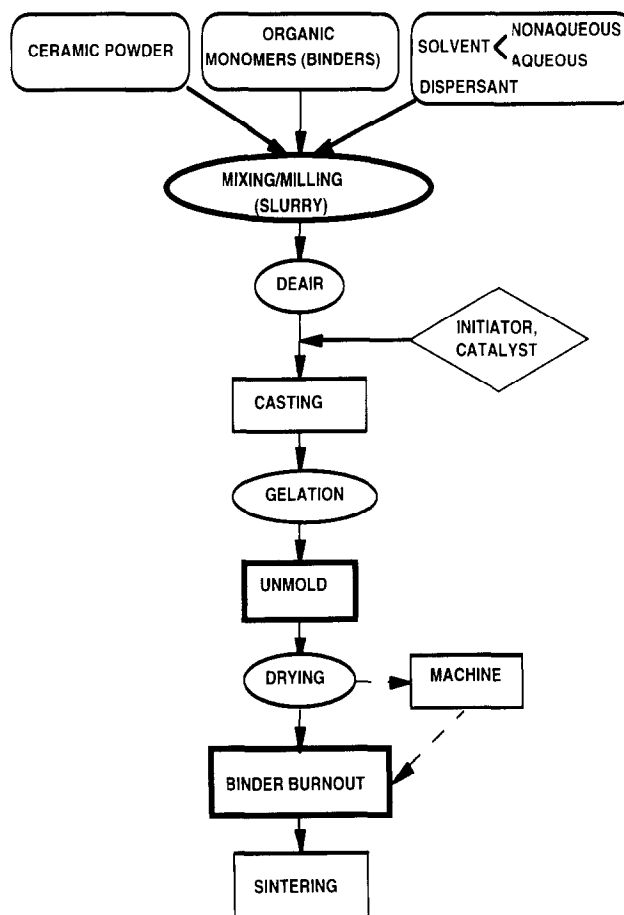 CERAMIC POWDER
ORGANIC
MONOMERS (BINDERS)
SOLVENT
NONAQUEOUS
AQUEOUS
DISPERSANT
MIXING/MILLING
(SLURRY)
DEAIR
INITIATOR,
CATALYST
CASTING
GELATION
UNMOLD
DRYING
MACHINE
BINDER BURNOUT
SINTERING